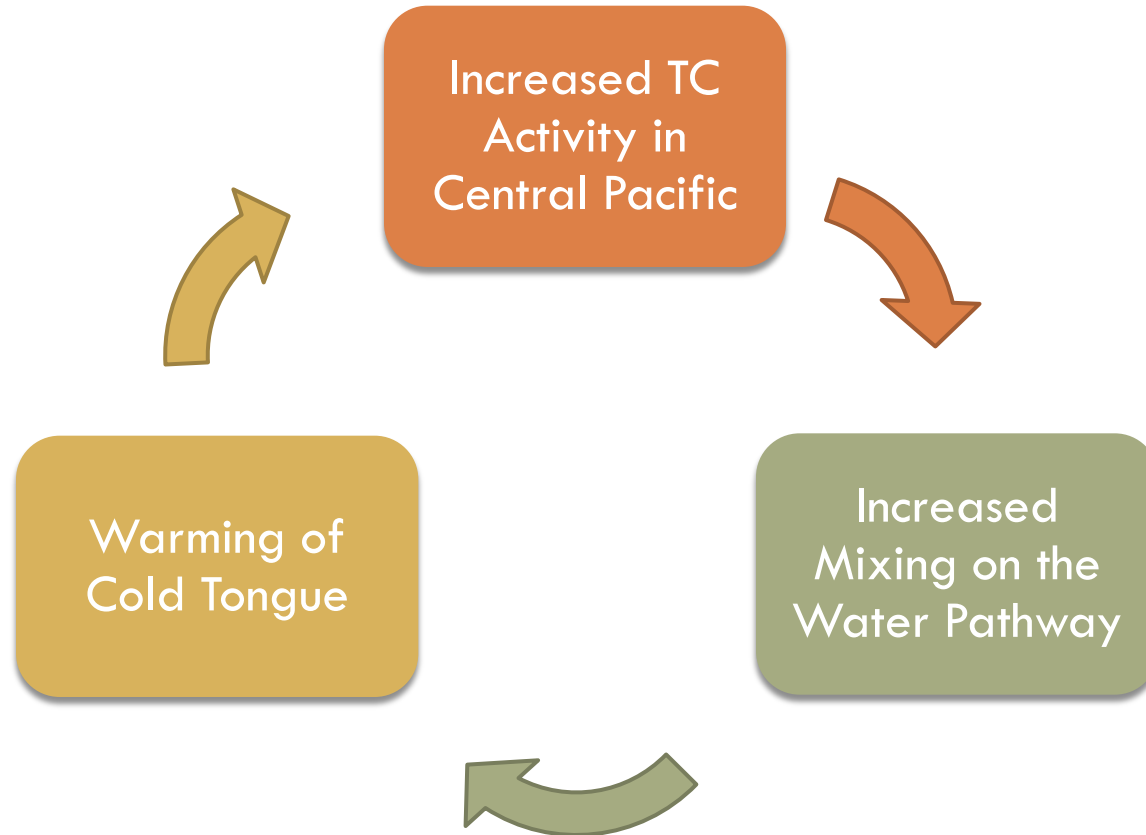 Increased TC
Activity in
Central Pacific
Increased
Mixing on the
Water Pathway
Warming of
Cold Tongue